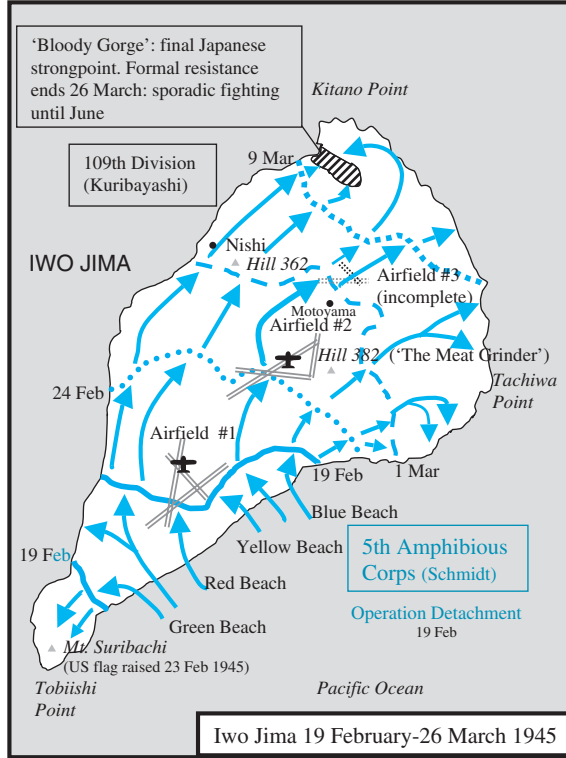 ‘Bloody Gorge’: final Japanese
strongpoint. Formal resistance
ends 26 March: sporadic fighting
until June
Kitano Point
109th Division
(Kuribayashi)
9 Mar
Nishi
IWO JIMA
Hill 362
Airfield #3
(incomplete)
Motoyama
Airfield #2
Hill 382 (‘The Meat Grinder’)
24 Feb
Tachiwa
Point
Airfield #1
19 Feb
1 Mar
Blue Beach
Yellow Beach
5th Amphibious
Corps (Schmidt)
19 Feb
Red Beach
Operation Detachment
19 Feb
Green Beach
Mt. Suribachi
(US flag raised 23 Feb 1945)
Tobiishi
Point
Pacific Ocean
Iwo Jima 19 February-26 March 1945